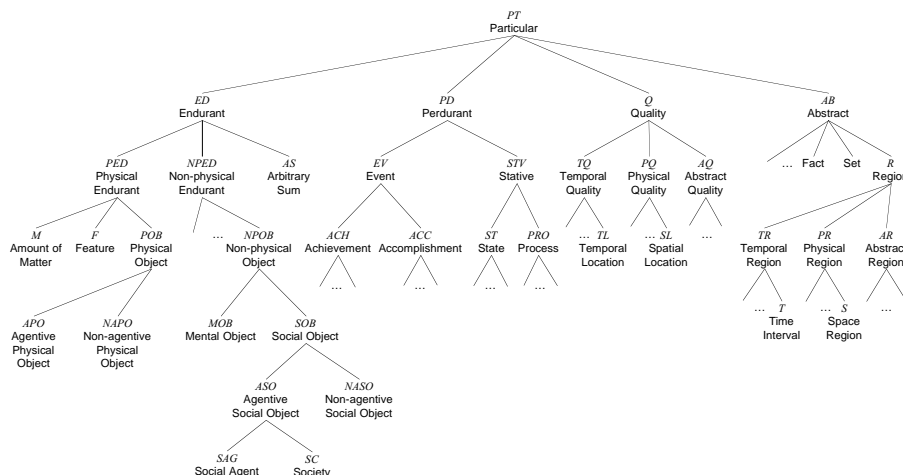 PT
Particular
ED PD Q AB
Endurant Perdurant Quality Abstract
PED NPED AS EV STV TQ PQ AQ … Fact Set R
Physical Endurant Non-physical Endurant Arbitrary Sum Event Stative Temporal Quality Physical Quality Abstract Quality Region
M F POB … NPOB ACH ACC ST PRO … TL … SL … TR PR AR
Amount of Matter Feature Physical Object Non-physical Object Achievement Accomplishment State Process Temporal Location Spatial Location Temporal Region Physical Region Abstract Region
… … … …
… T … S …
Time Interval Space Region
APO NAPO MOB SOB
Agentive Physical Object Non-agentive Physical Object Mental Object Social Object
ASO NASO
Agentive Social Object Non-agentive Social Object
SAG SC
Social Agent Society